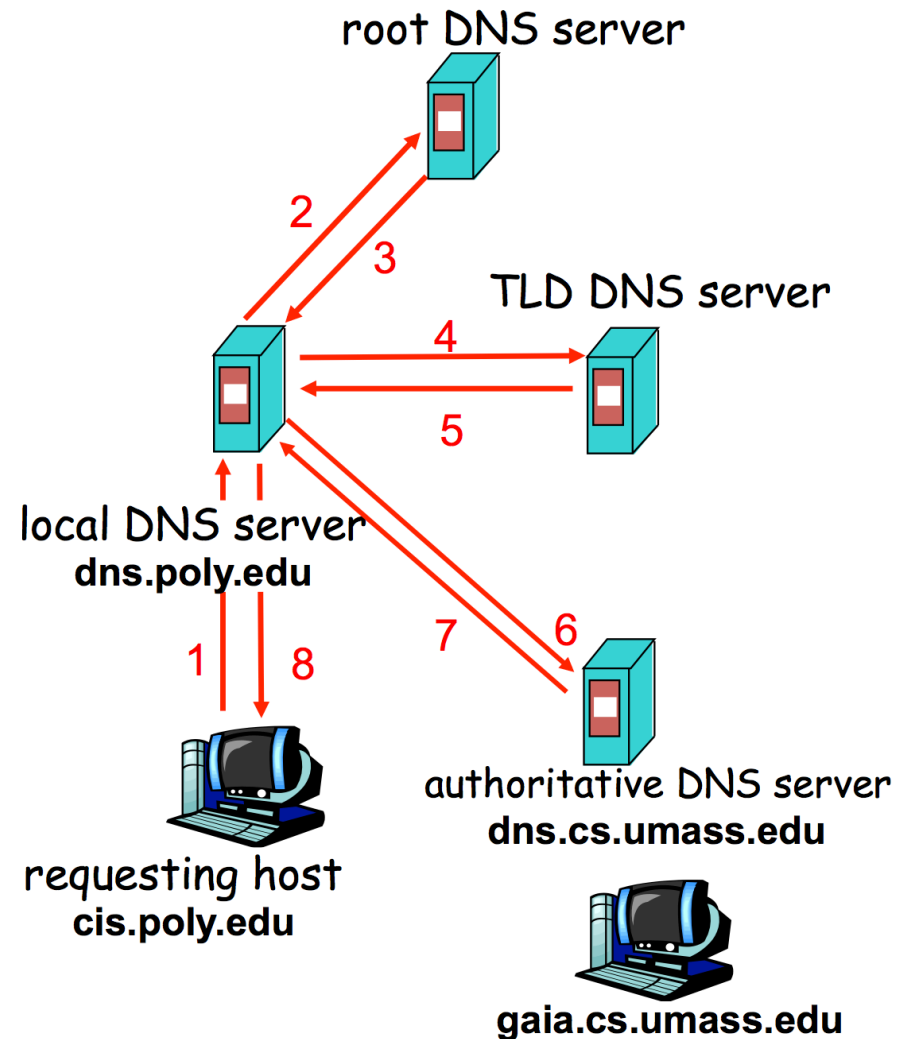 root DNS server
2
3
TLD DNS server
4
5
local DNS server
dns.poly.edu
1
8
7
6
authoritative DNS server
dns.cs.umass.edu
requesting host
cis.poly.edu
gaia.cs.umass.edu